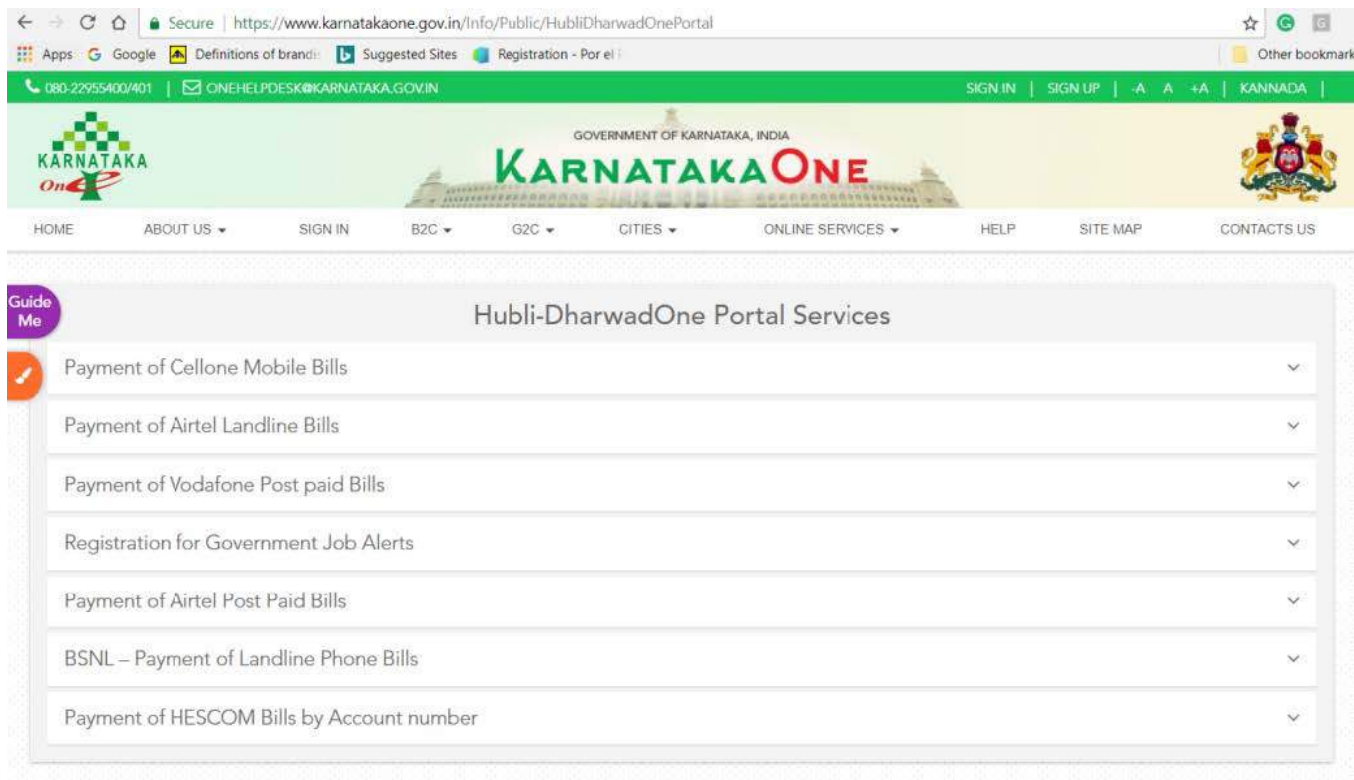 Secure | https://www.karnatakaone.gov.in/Info/Public/HubliDharwadOnePortal
Apps Google Definitions of brandi Suggested Sites Registration - Por el Other bookmark
080-22955400/401 | ONEHELPDESK@KARNATAKA.GOV.IN SIGN IN | SIGN UP | -A A +A | KANNADA |
KARNATAKA
One
GOVERNMENT OF KARNATAKA, INDIA
KARNATAKAONE
HOME ABOUT US SIGN IN B2C G2C CITIES ONLINE SERVICES HELP SITE MAP CONTACTS US
Guide
Me
Hubli-DharwadOne Portal Services
Payment of Cellone Mobile Bills
Payment of Airtel Landline Bills
Payment of Vodafone Post paid Bills
Registration for Government Job Alerts
Payment of Airtel Post Paid Bills
BSNL – Payment of Landline Phone Bills
Payment of HESCOM Bills by Account number